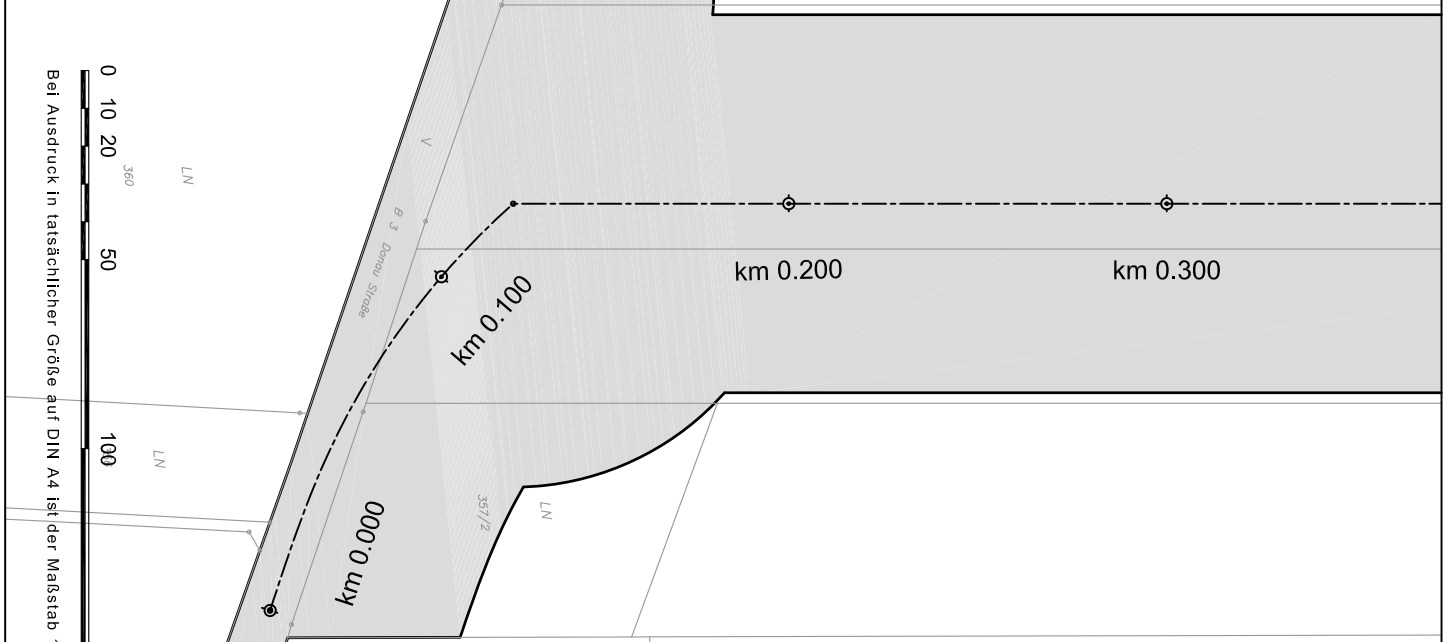 Bei Ausdruck in tatsächlicher Größe auf DIN A4 ist der Maßstab
0
10
20
50
100
360
LN
LN
V
B 3 Donau Straße
km 0.000
km 0.100
km 0.200
km 0.300
357/2
LN